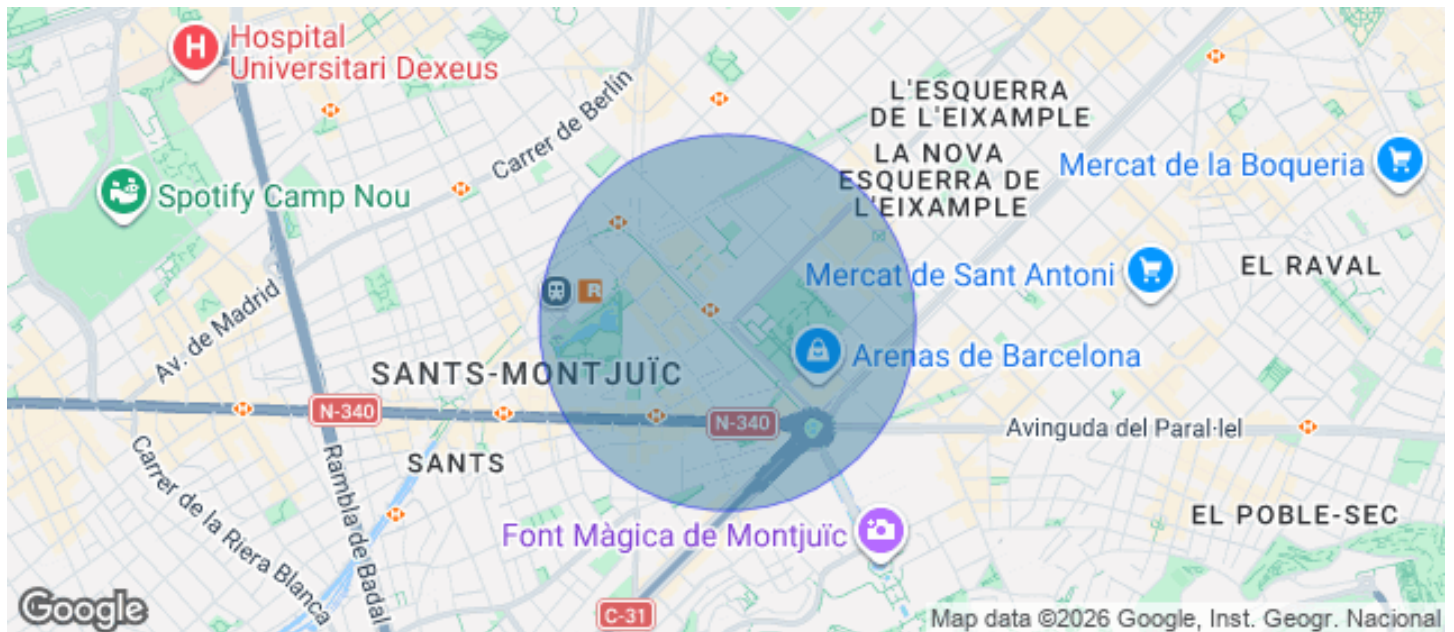 Hospital
Universitari Dexeus
Carrer de Berlín
L'ESQUERRA
DE L'EIXAMPLE
LA NOVA
ESQUERRA DE
L'EIXAMPLE
Mercat de la Boqueria
Spotify Camp Nou
Mercat de Sant Antoni
EL RAVAL
R
Av. de Madrid
Arenas de Barcelona
SANTS-MONTJUÏC
N-340
N-340
Avinguda del Paral·lel
SANTS
Rambla de Badal
Carrer de la Riera Blanca
EL POBLE-SEC
Font Màgica de Montjuïc
C-31
Google
Map data ©2026 Google, Inst. Geogr. Nacional